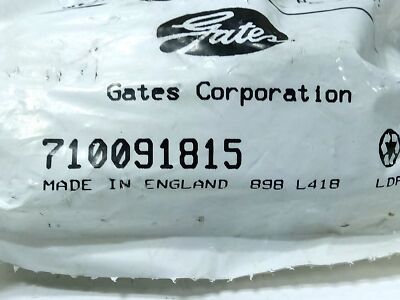 Gates
Gates Corporation
710091815
MADE IN ENGLAND 898 L418